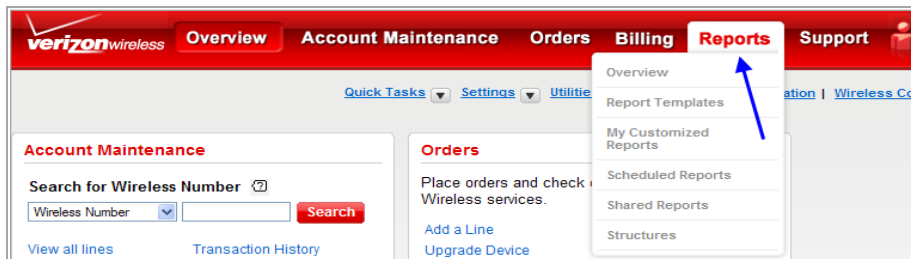 verizonwireless Overview Account Maintenance Orders Billing Reports Support
Overview
Report Templates
My Customized
Reports
Scheduled Reports
Shared Reports
Structures
Quick Tasks Settings Utilitie ation | Wireless Co
Account Maintenance
Search for Wireless Number
Wireless Number Search
View all lines Transaction History
Orders
Place orders and check
Wireless services.
Add a Line
Upgrade Device